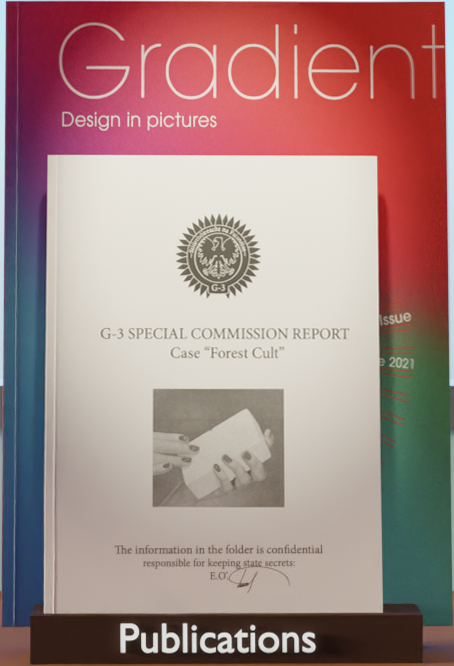 Gradient
Design in pictures
G-3
G-3 SPECIAL COMMISSION REPORT
Case “Forest Cult”
Issue
2021
The information in the folder is confidential
responsible for keeping state secrets:
E.O'.
Publications